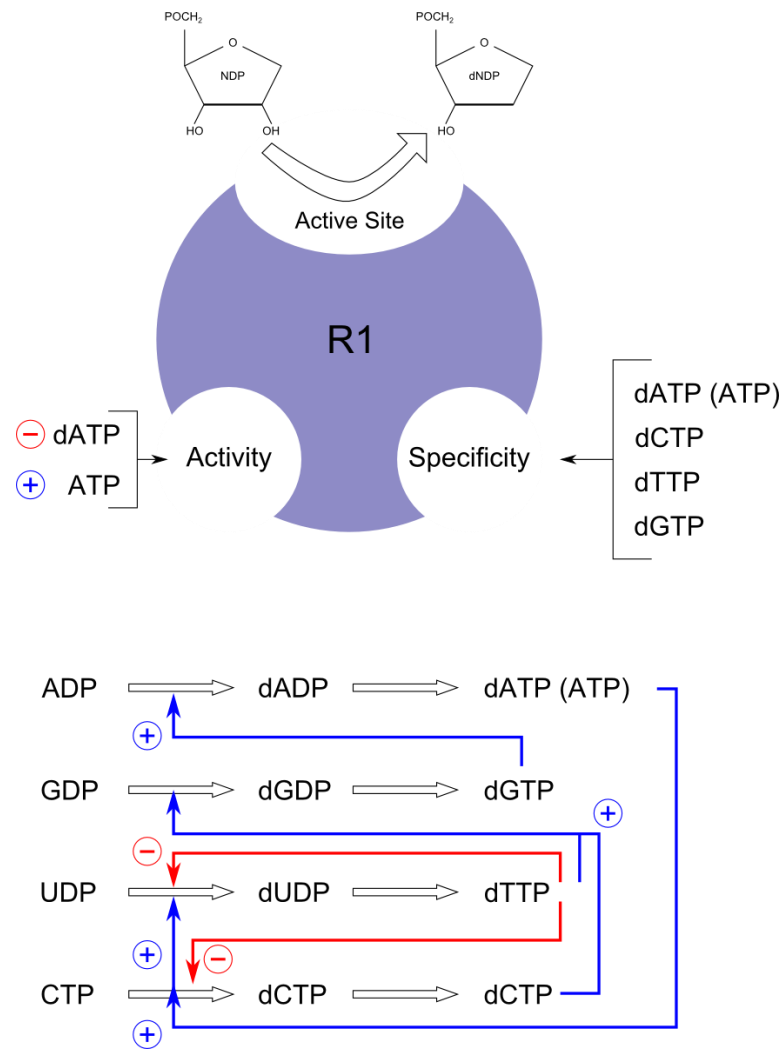 POCH₂ POCH₂
O O
NDP dNDP
HO OH HO
Active Site
R1
dATP (ATP)
− dATP dCTP
Activity Specificity
+ ATP dTTP
dGTP
ADP dADP dATP (ATP)
+
GDP dGDP dGTP
+
−
UDP dUDP dTTP
+ −
CTP dCTP dCTP
+